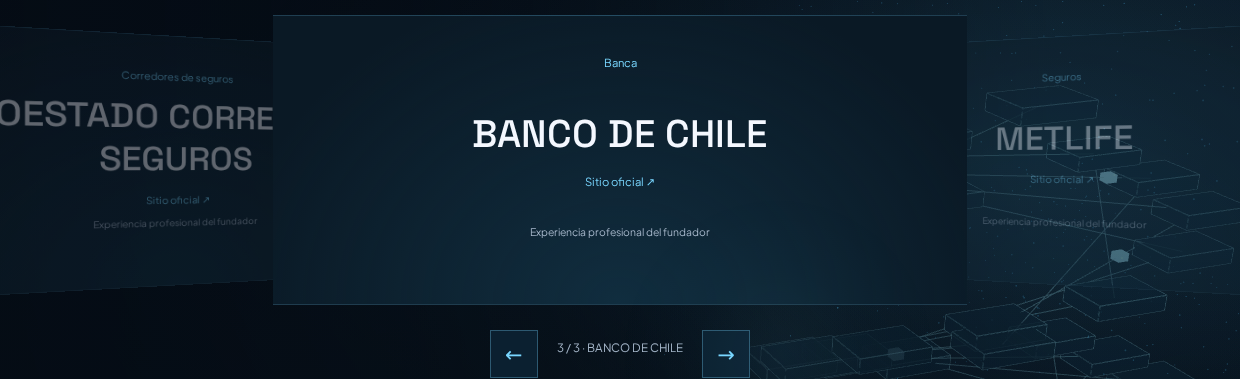 Corredores de seguros
OESTADO CORRE
SEGUROS
Sitio oficial ↗
Experiencia profesional del fundador
Banca
BANCO DE CHILE
Sitio oficial ↗
Experiencia profesional del fundador
Seguros
METLIFE
Sitio oficial ↗
Experiencia profesional del fundador
← 3 / 3 · BANCO DE CHILE →